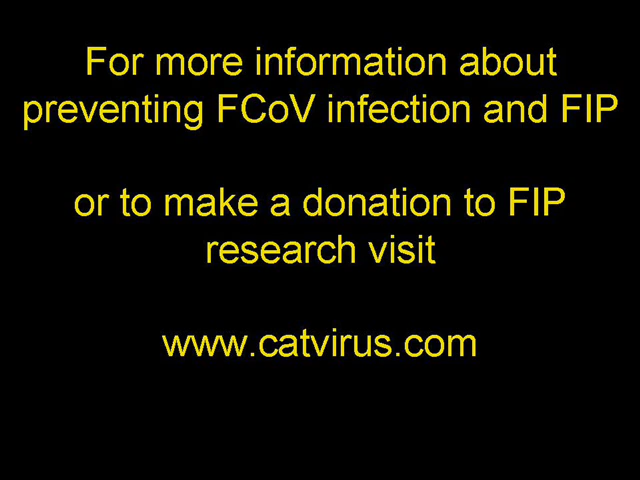 For more information about
preventing FCoV infection and FIP
or to make a donation to FIP
research visit
www.catvirus.com